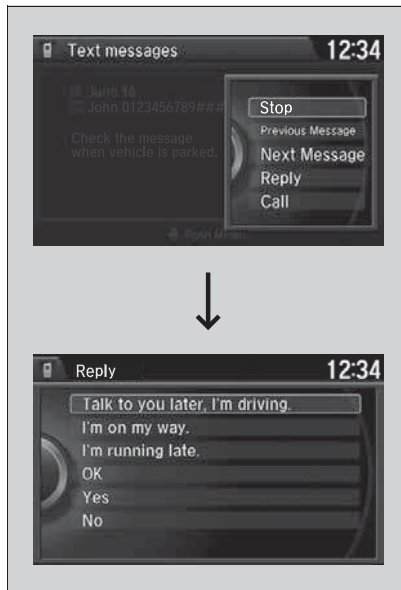 Text messages 12:34
June 16
John 0123456789###
Check the message
when vehicle is parked.
Stop
Previous Message
Next Message
Reply
Call
Reply 12:34
Talk to you later, I'm driving.
I'm on my way.
I'm running late.
OK
Yes
No